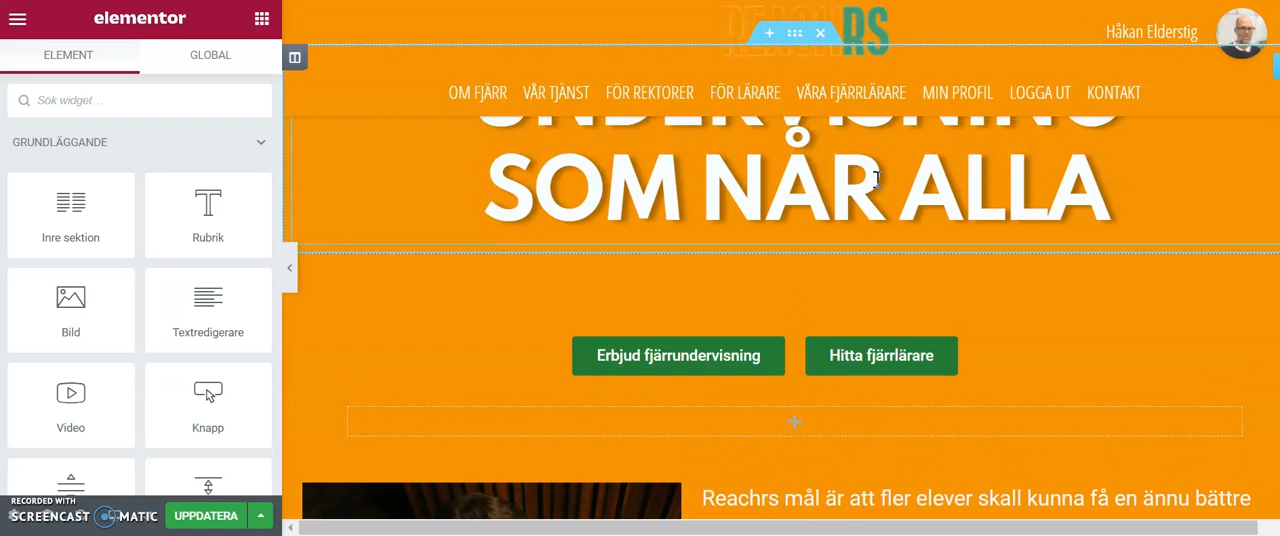 elementor
ELEMENT
GLOBAL
Sök widget...
GRUNDLÄGGANDE
Inre sektion
Rubrik
Bild
Textredigerare
Video
Knapp
RECORDED WITH
SCREENCAST MATIC
UPPDATERA
REACHRS
Håkan Elderstig
OM FJÄRR VÅR TJÄNST FÖR REKTORER FÖR LÄRARE VÅRA FJÄRRLÄRARE MIN PROFIL LOGGA UT KONTAKT
UNDERVISNING
SOM NÅR ALLA
Erbjud fjärrundervisning
Hitta fjärrlärare
Reachrs mål är att fler elever skall kunna få en ännu bättre